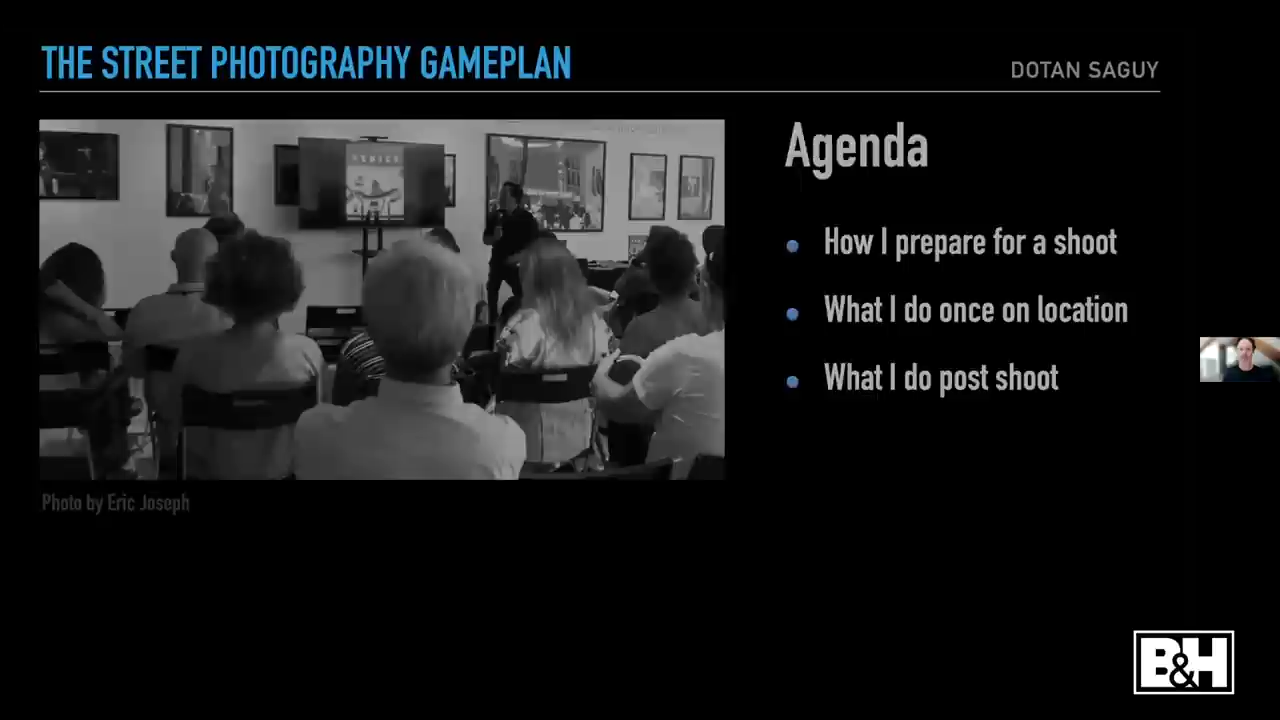 THE STREET PHOTOGRAPHY GAMEPLAN
DOTAN SAGUY
VENICE
Agenda
How I prepare for a shoot
What I do once on location
What I do post shoot
Photo by Eric Joseph
B&H